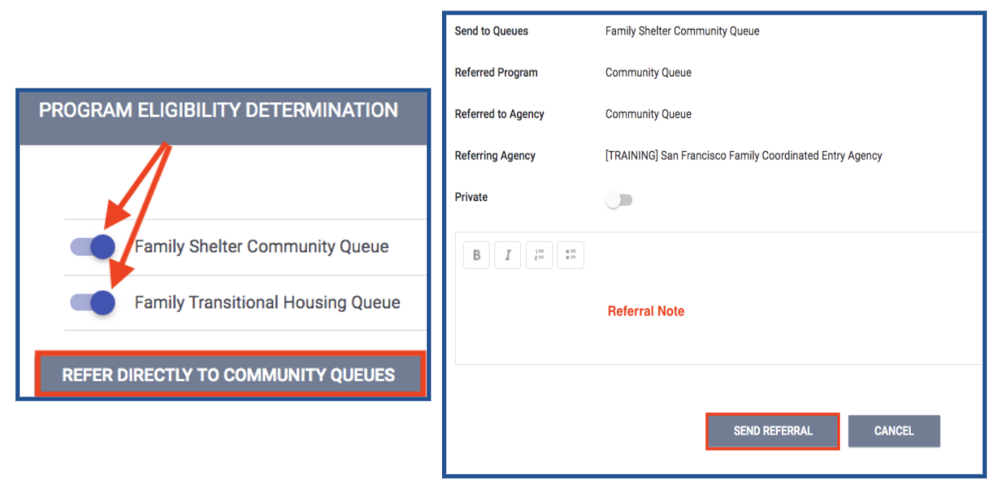 PROGRAM ELIGIBILITY DETERMINATION
Family Shelter Community Queue
Family Transitional Housing Queue
REFER DIRECTLY TO COMMUNITY QUEUES
Send to Queues Family Shelter Community Queue
Referred Program Community Queue
Referred to Agency Community Queue
Referring Agency [TRAINING] San Francisco Family Coordinated Entry Agency
Private
B I
Referral Note
SEND REFERRAL CANCEL